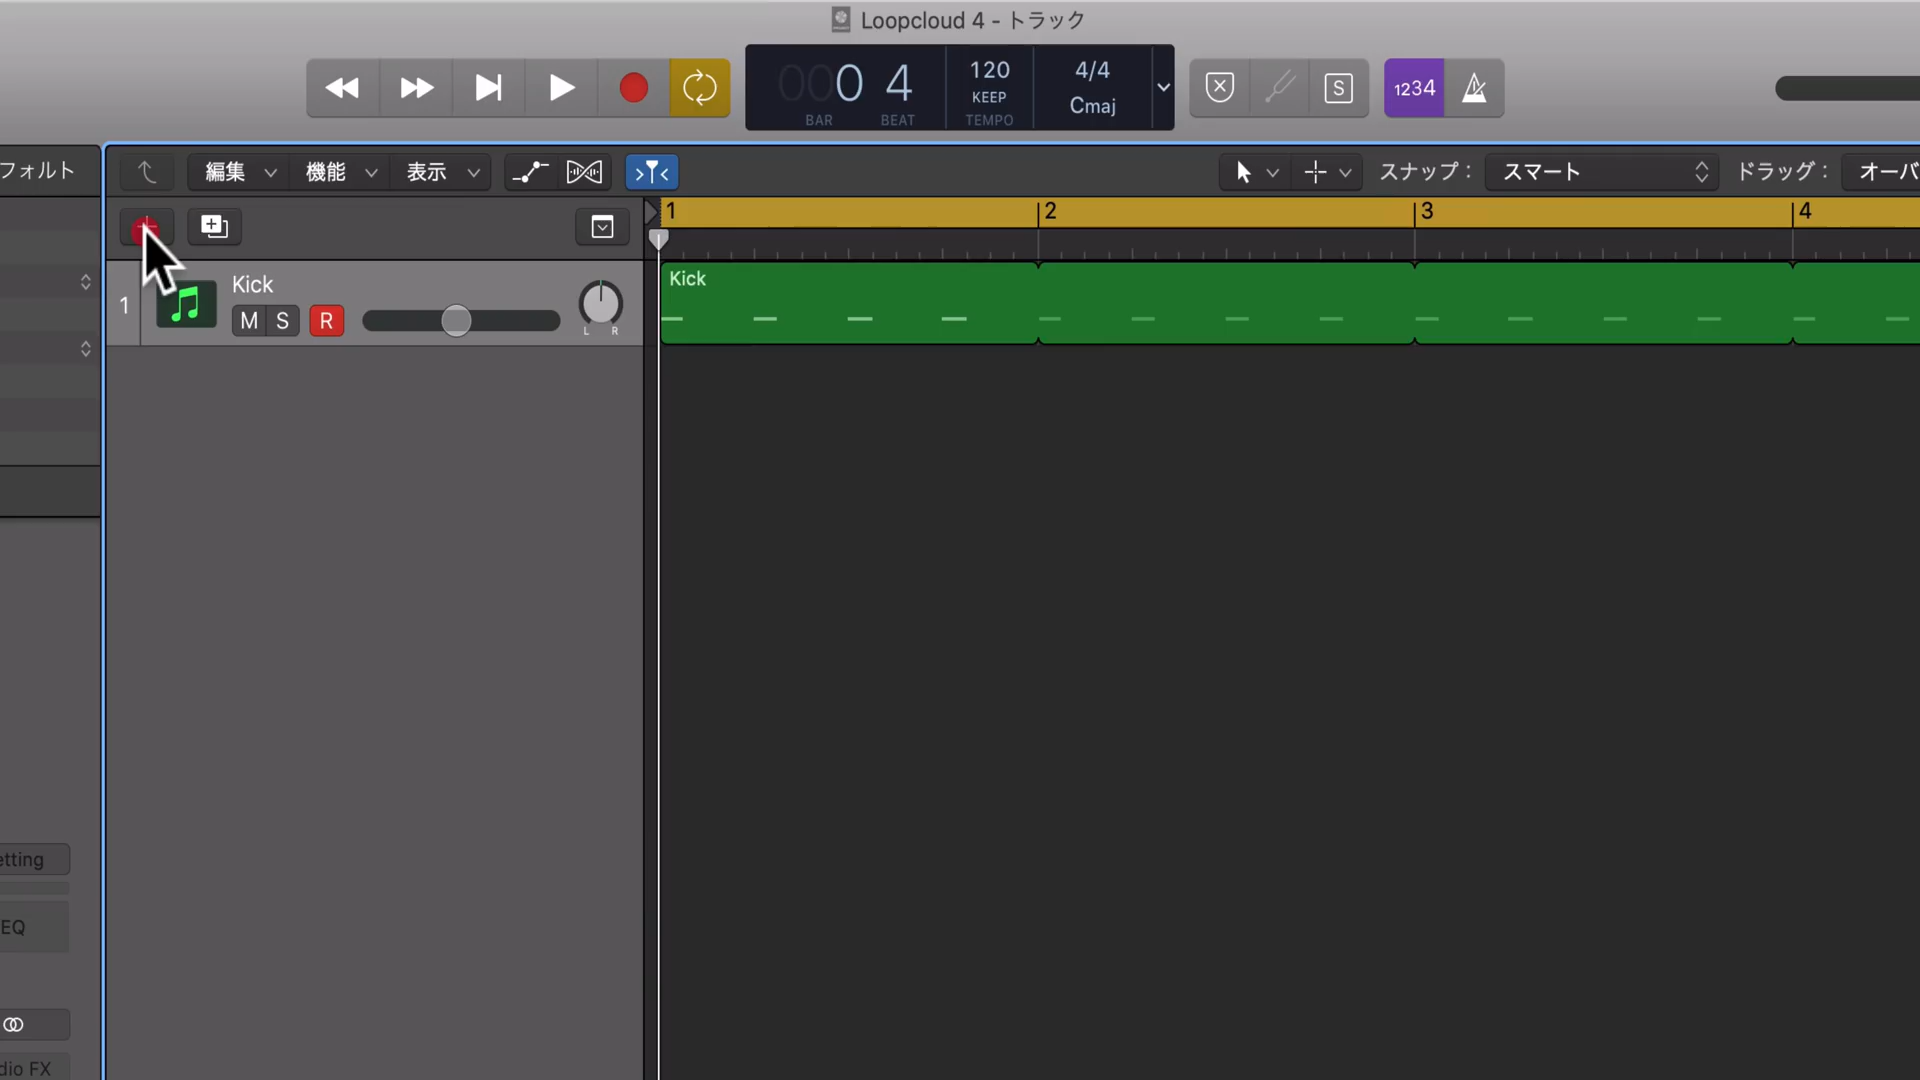 Loopcloud 4 - トラック
000 4
BAR BEAT
120
KEEP
TEMPO
4/4
Cmaj
S
1234
フォルト
編集 機能 表示
スナップ： スマート ドラッグ： オーバ
1 2 3 4
1
Kick
M S R
L R
Kick
etting
EQ
dio FX